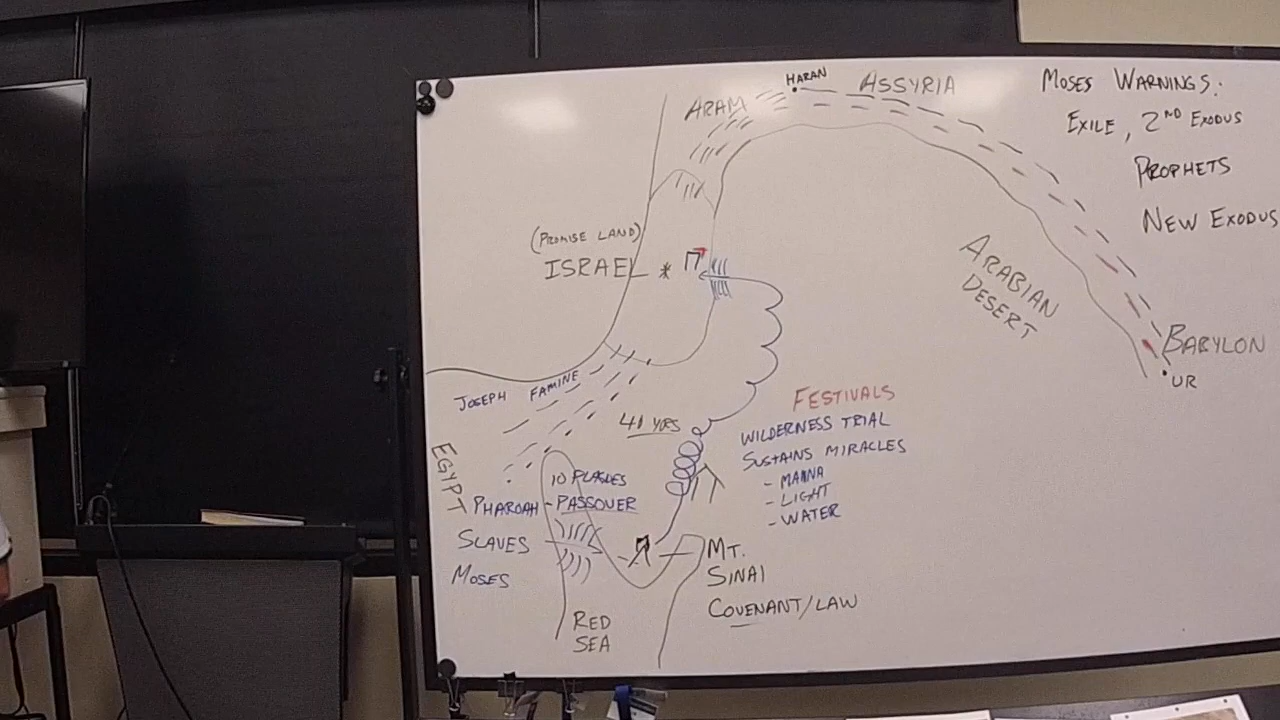 HARAN
ASSYRIA
ARAM
MOSES WARNINGS:
EXILE, 2ND EXODUS
PROPHETS
NEW EXODUS
(PROMISE LAND)
ISRAEL
ARABIAN
DESERT
BABYLON
UR
JOSEPH FAMINE
EGYPT
40 YRS
FESTIVALS
WILDERNESS TRIAL
SUSTAINS MIRACLES
- MANNA
- LIGHT
- WATER
10 PLAGUES
PHAROAH - PASSOVER
SLAVES
MOSES
RED
SEA
MT.
SINAI
COVENANT/LAW